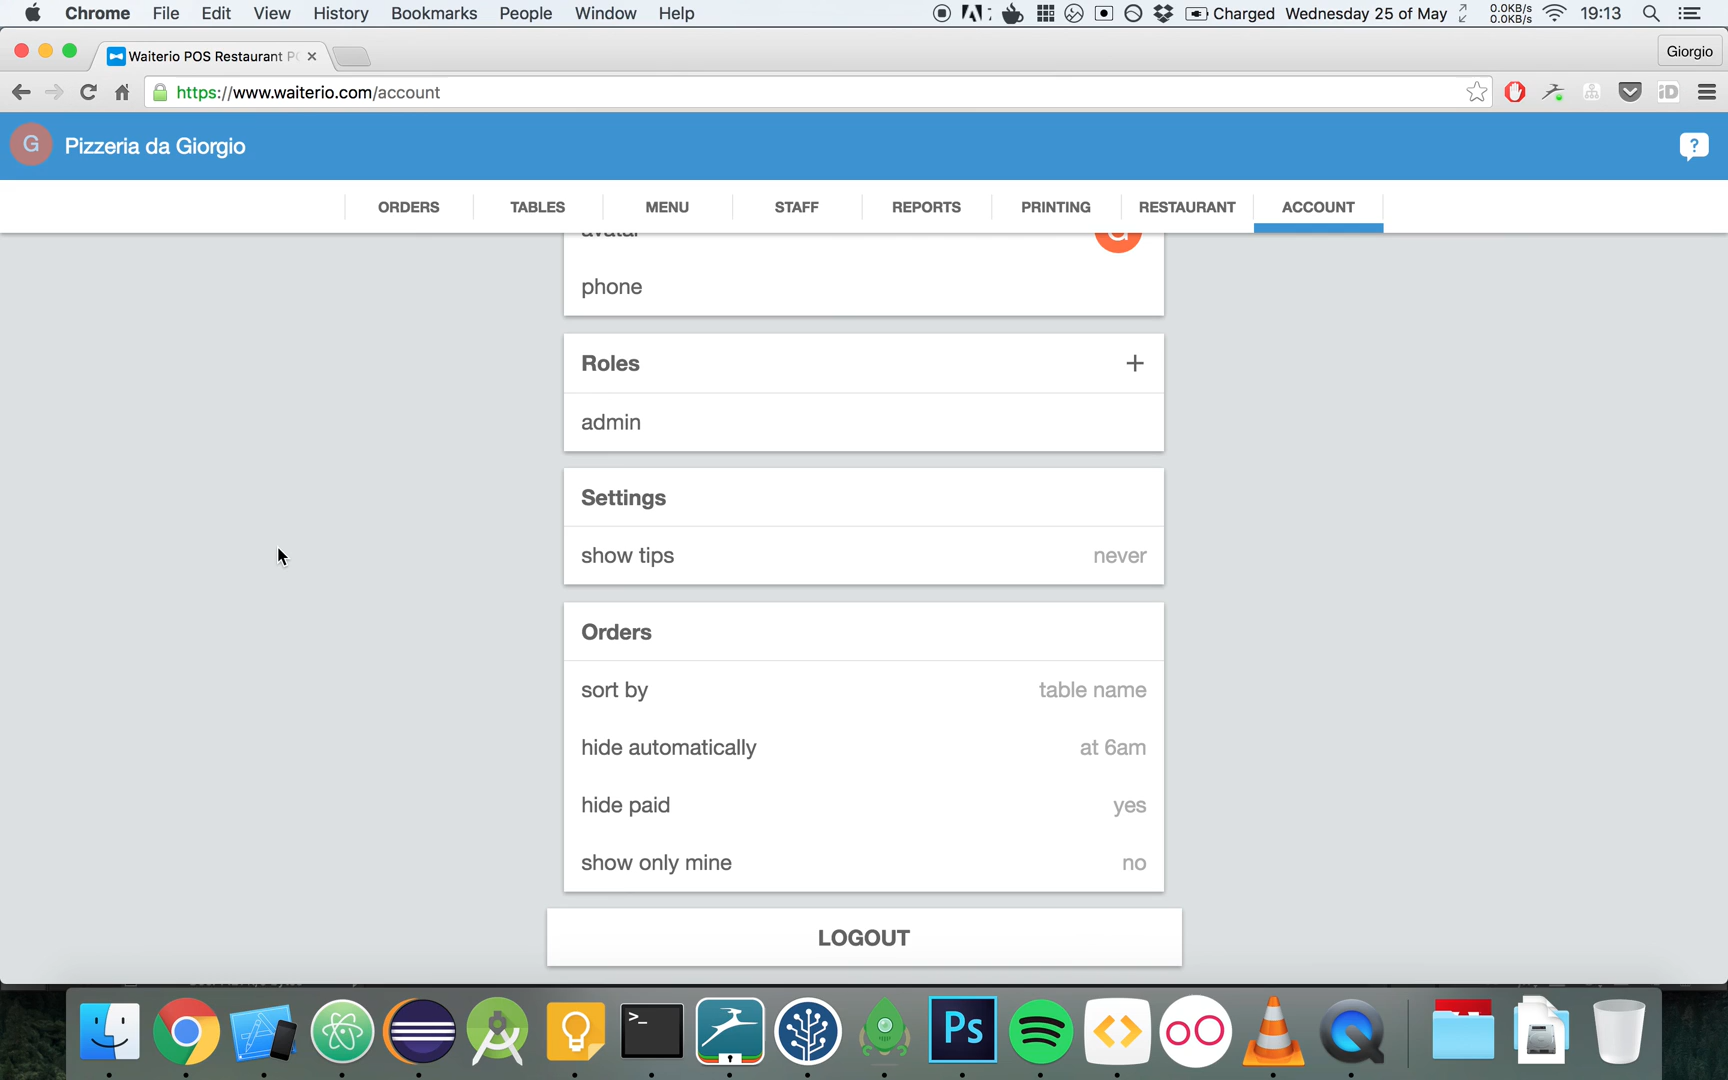 Chrome File Edit View History Bookmarks People Window Help Charged Wednesday 25 of May 0.0KB/s 0.0KB/s 19:13
Waiterio POS Restaurant Giorgio
https://www.waiterio.com/account
G Pizzeria da Giorgio ?
ORDERS TABLES MENU STAFF REPORTS PRINTING RESTAURANT ACCOUNT
avatar
phone
Roles +
admin
Settings
show tips never
Orders
sort by table name
hide automatically at 6am
hide paid yes
show only mine no
LOGOUT
>_ Ps